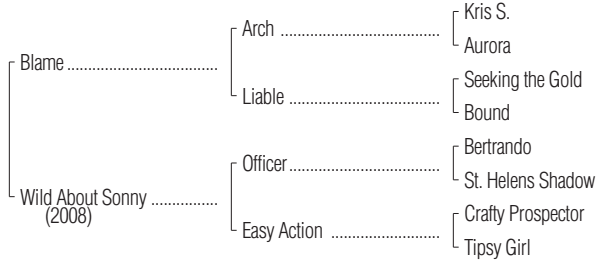 Kris S.
Arch ..........................................
Aurora
Blame ........................................
Seeking the Gold
Liable ........................................
Bound
Bertrando
Officer........................................
St. Helens Shadow
Wild About Sonny ..................
(2008)
Crafty Prospector
Easy Action .............................
Tipsy Girl